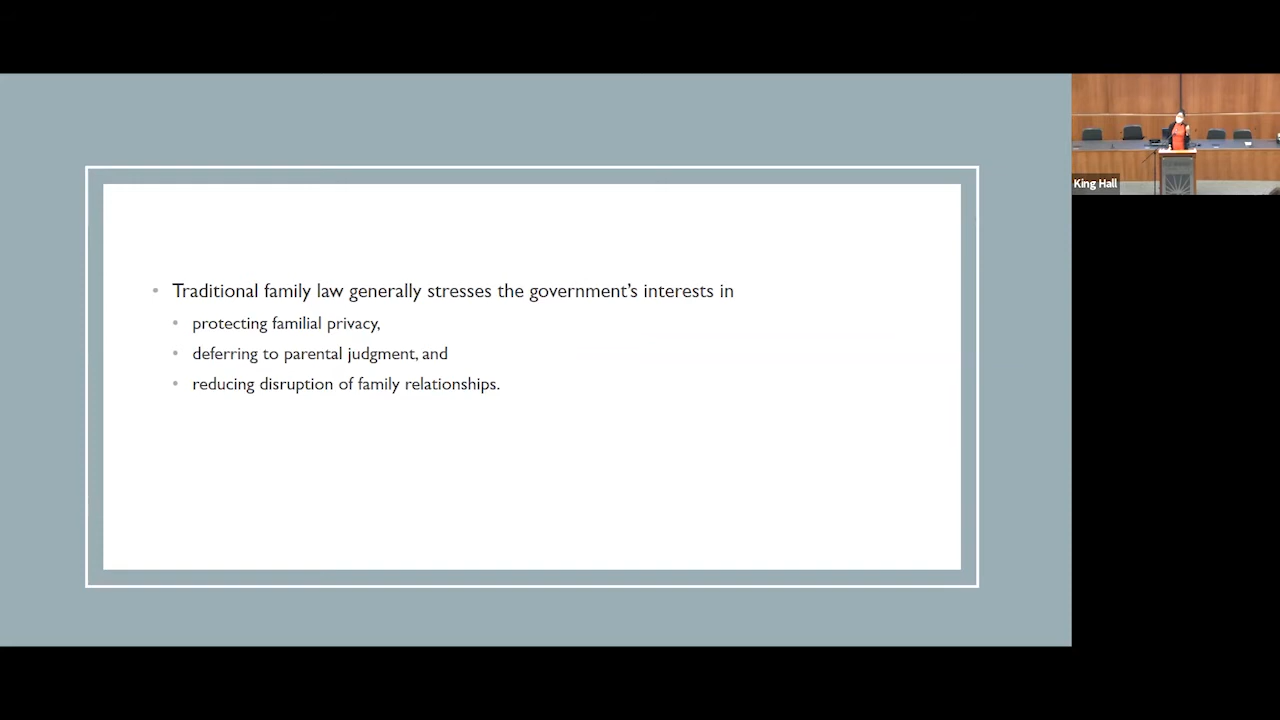 Traditional family law generally stresses the government's interests in
protecting familial privacy,
deferring to parental judgment, and
reducing disruption of family relationships.
King Hall